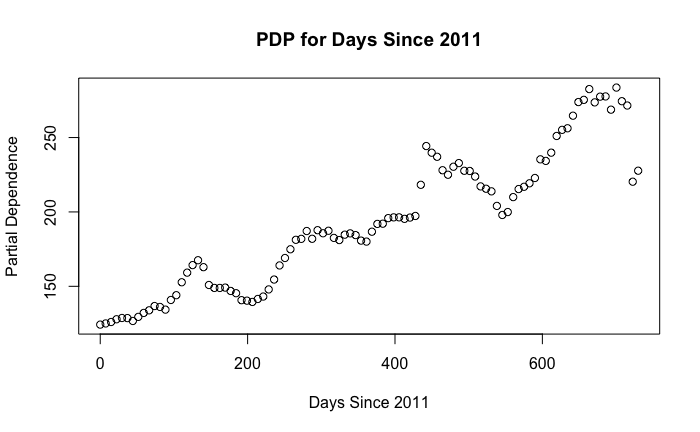 PDP for Days Since 2011
Partial Dependence
250
200
150
0 200 400 600
Days Since 2011